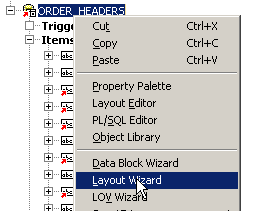 ORDER_HEADERS
Trigge
Items
Cut Ctrl+X
Copy Ctrl+C
Paste Ctrl+V
Property Palette
Layout Editor
PL/SQL Editor
Object Library
Data Block Wizard
Layout Wizard
LOV Wizard